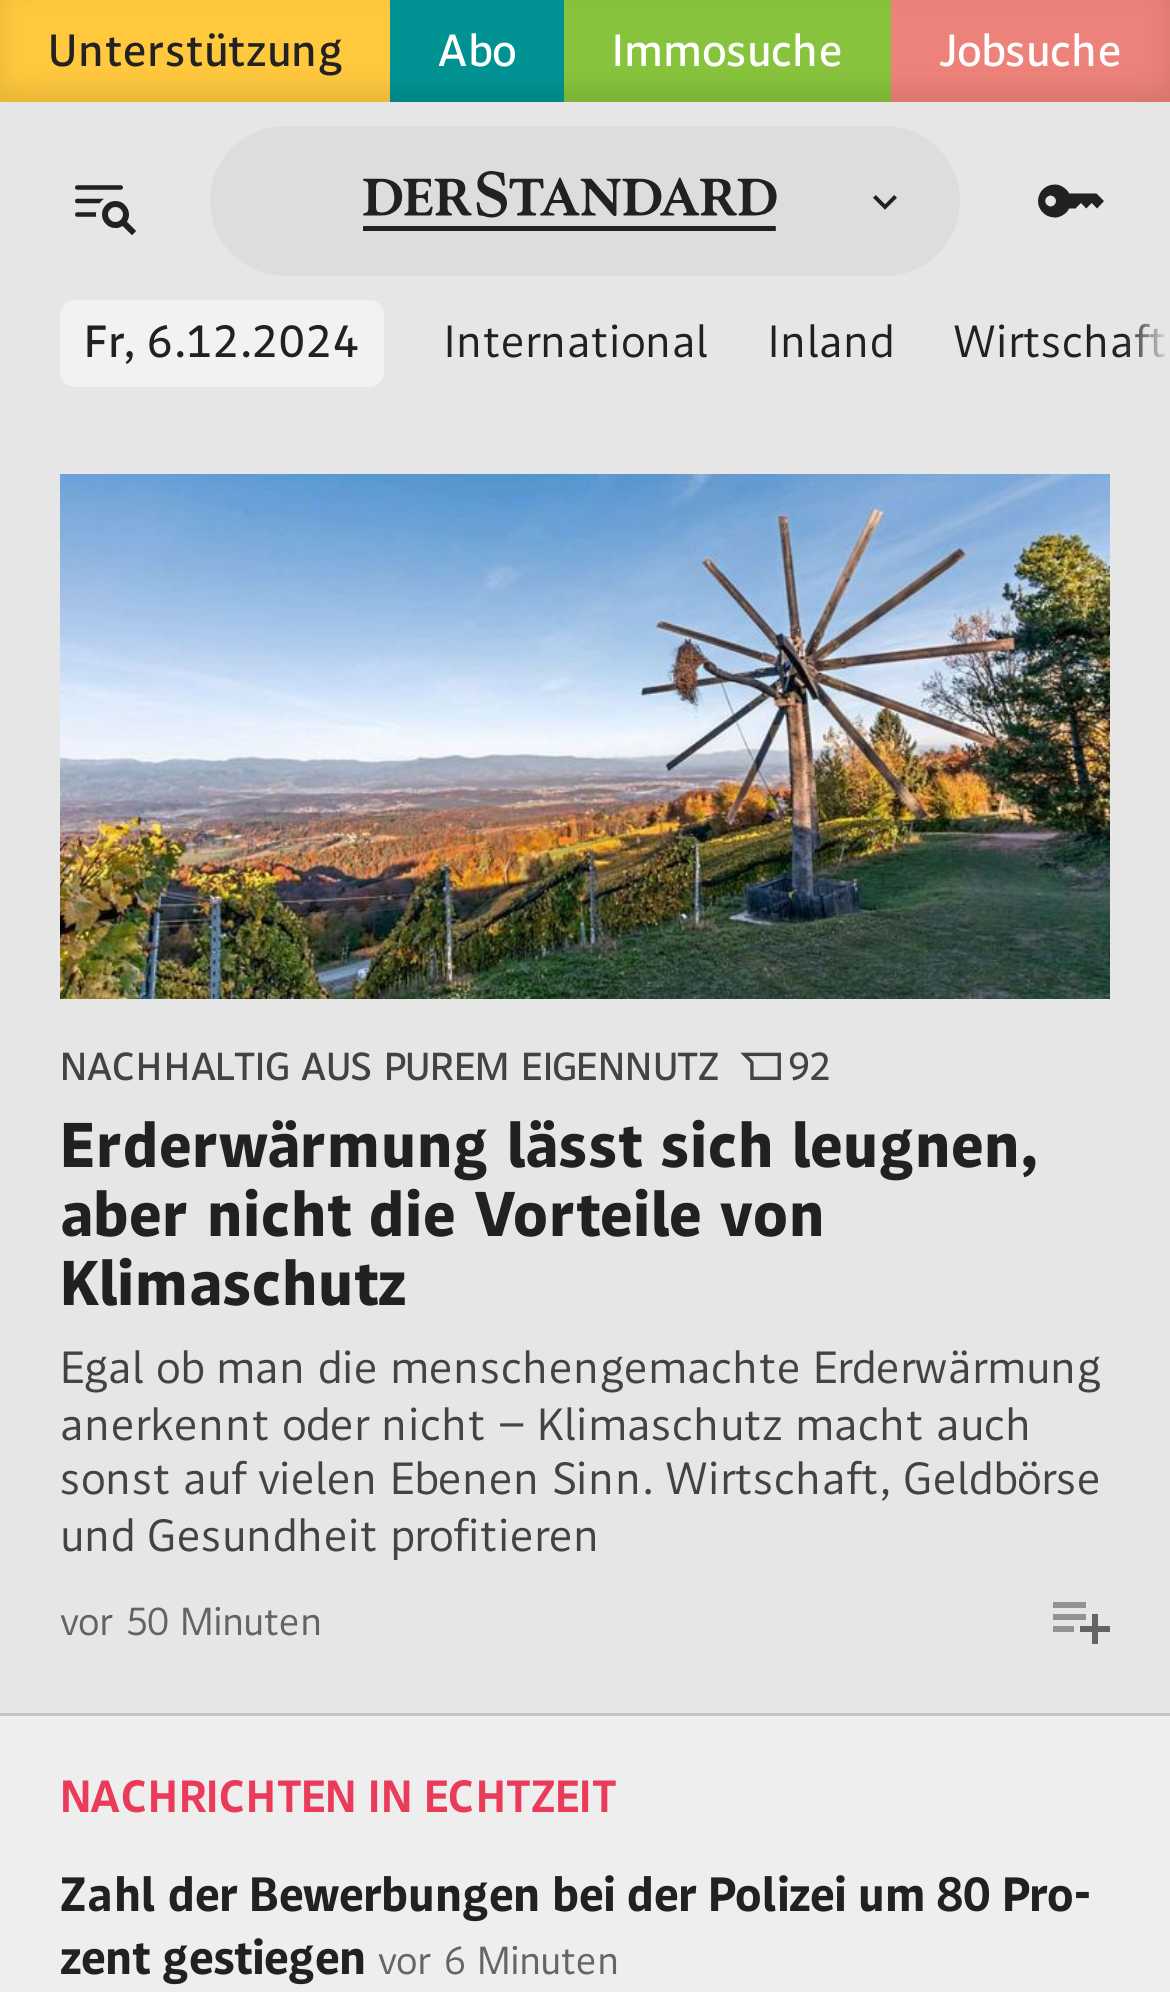 Unterstützung Abo Immosuche Jobsuche
DERSTANDARD
Fr, 6.12.2024 International Inland Wirtschaft
NACHHALTIG AUS PUREM EIGENNUTZ 92
Erderwärmung lässt sich leugnen,
aber nicht die Vorteile von
Klimaschutz
Egal ob man die menschengemachte Erderwärmung
anerkennt oder nicht – Klimaschutz macht auch
sonst auf vielen Ebenen Sinn. Wirtschaft, Geldbörse
und Gesundheit profitieren
vor 50 Minuten
NACHRICHTEN IN ECHTZEIT
Zahl der Bewerbungen bei der Polizei um 80 Pro-
zent gestiegen vor 6 Minuten